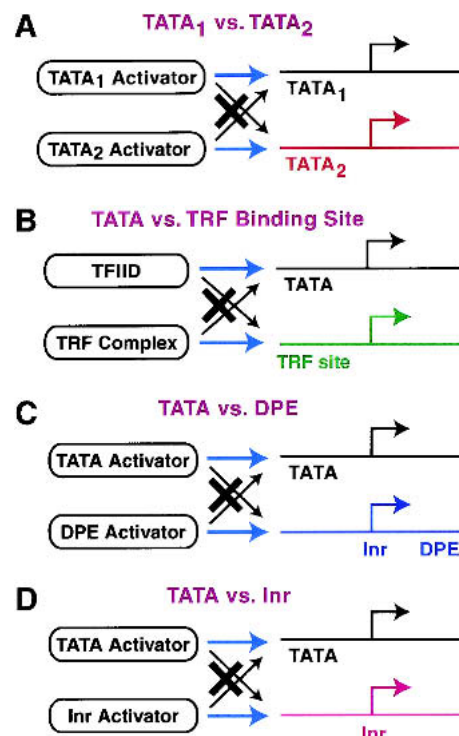 A TATA1 vs. TATA2
TATA1 Activator
TATA1
TATA2 Activator
TATA2
B TATA vs. TRF Binding Site
TFIID
TATA
TRF Complex
TRF site
C TATA vs. DPE
TATA Activator
TATA
DPE Activator
Inr DPE
D TATA vs. Inr
TATA Activator
TATA
Inr Activator
Inr